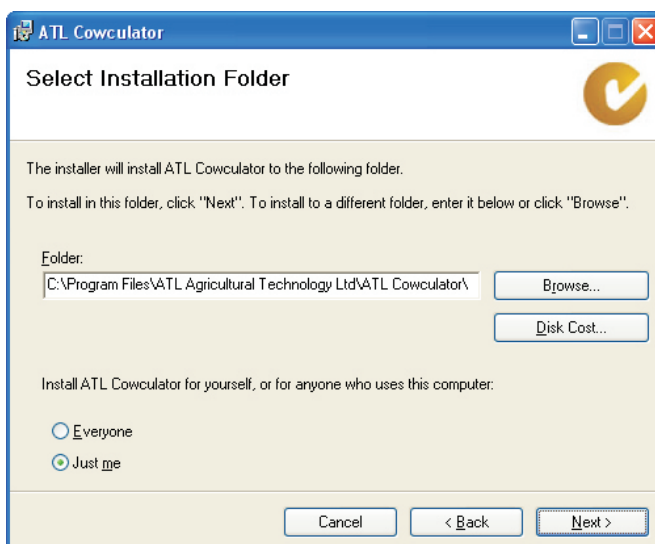 ATL Cowculator
Select Installation Folder
The installer will install ATL Cowculator to the following folder.
To install in this folder, click "Next". To install to a different folder, enter it below or click "Browse".
Folder:
C:\Program Files\ATL Agricultural Technology Ltd\ATL Cowculator\
Browse...
Disk Cost...
Install ATL Cowculator for yourself, or for anyone who uses this computer:
Everyone
Just me
Cancel < Back Next >